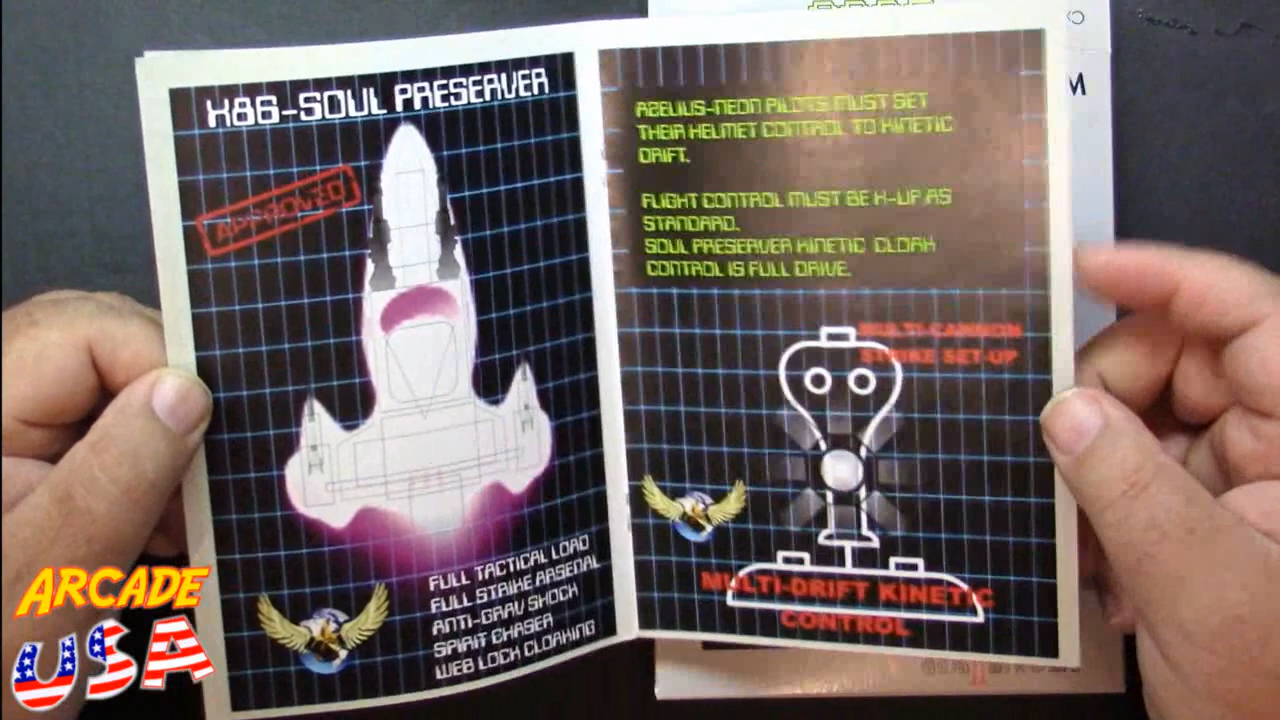 X86-SOUL PRESERVER
APPROVED
FULL TACTICAL LOAD
FULL STRIKE ARSENAL
ANTI-GRAV SHOCK
SPIRIT CHASER
WEB LOCK CLOAKING
AZELIUS-NEON PILOTS MUST SET
THEIR HELMET CONTROL TO KINETIC
DRIFT.
FLIGHT CONTROL MUST BE X-UP AS
STANDARD.
SOUL PRESERVER KINETIC CLOAK
CONTROL IS FULL DRIVE.
MULTI-CANNON
STRIKE SET-UP
MULTI-DRIFT KINETIC
CONTROL
M
ARCADE
USA